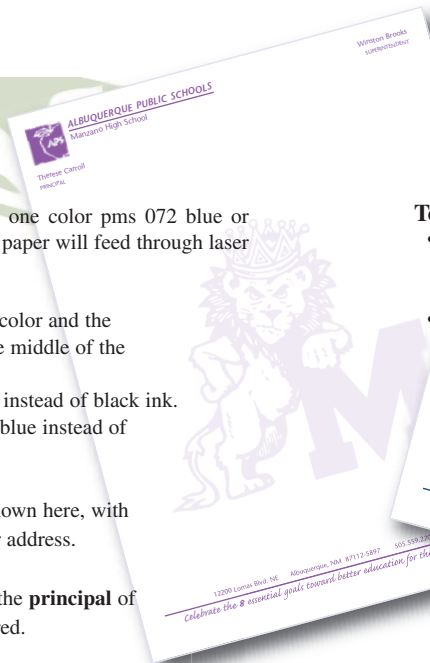 Winston Brooks
SUPERINTENDENT
ALBUQUERQUE PUBLIC SCHOOLS
Manzano High School
APS
Therese Carroll
PRINCIPAL
one color pms 072 blue or
paper will feed through laser
color and the
middle of the
instead of black ink.
blue instead of
own here, with
address.
the principal of
M
12200 Lomas Blvd. NE Albuquerque, NM 87112-5897
Celebrate the 8 essential goals toward better education for